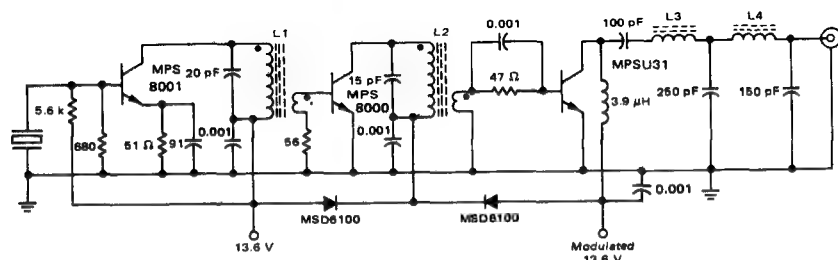 0.001
100 pF
L3
L4
L1
L2
MPS
8001
20 pF
15 pF
MPS
8000
47 Ω
MPSU31
3.9 µH
250 pF
150 pF
5.6 k
680
51 Ω
91
0.001
56
0.001
0.001
MSD6100
MSD6100
13.6 V
Modulated
13.6 V